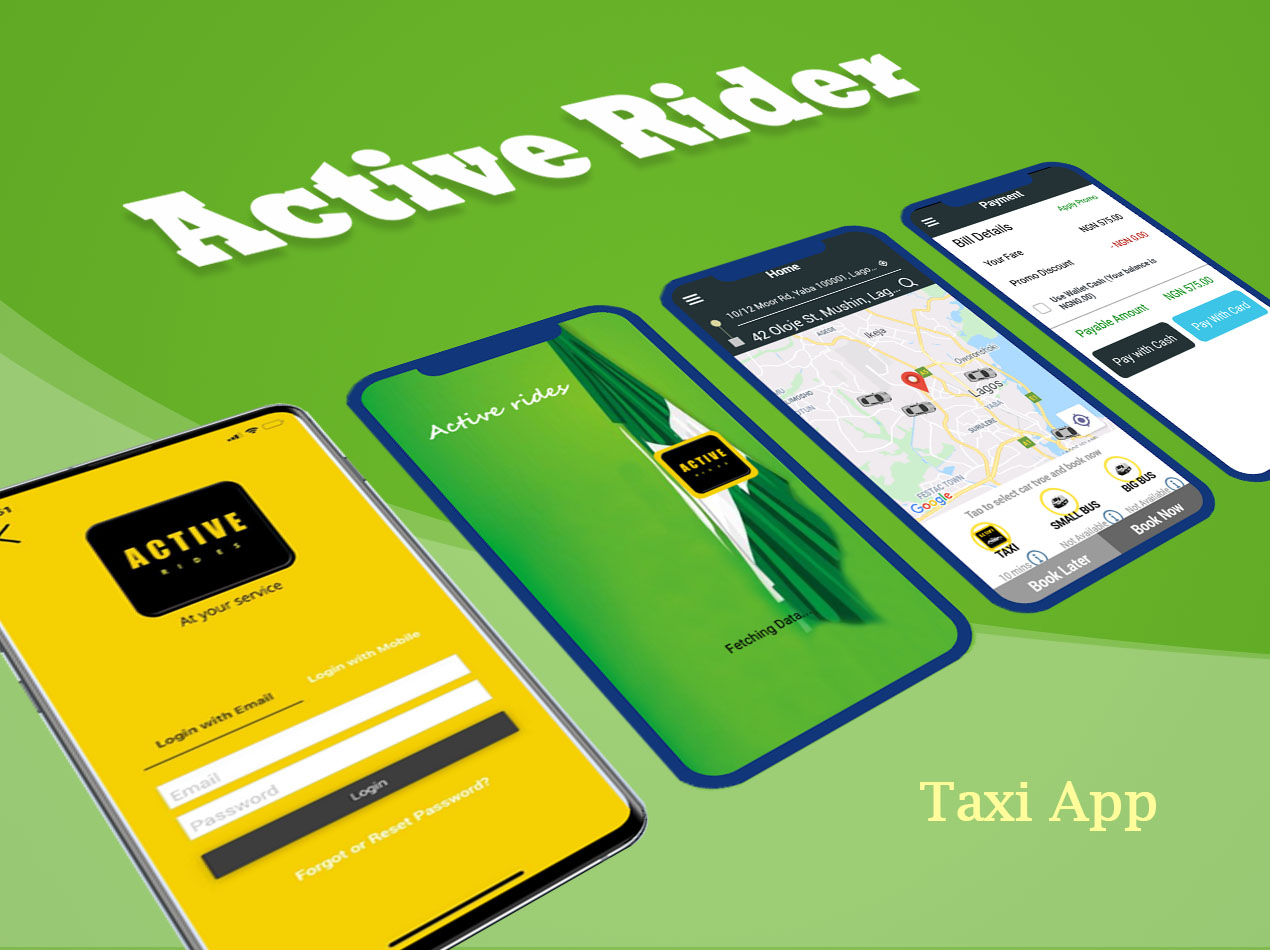 Active Rider
Taxi App
ACTIVE
RIDES
At your service
Login with Email
Login with Mobile
Email
Password
Login
Forgot or Reset Password?
Active rides
ACTIVE
RIDES
Fetching Data...
Home
10/12 Moor Rd, Yaba 100001, Lago...
42 Oloje St, Mushin, Lag...
AGEGE
Ikeja
Oworonshoki
Lagos
YABA
SURULERE
FESTAC TOWN
Google
Tap to select car type and book now
TAXI
SMALL BUS
BIG BUS
10 mins
Not Available
Not Available
Book Later
Book Now
Payment
Apply Promo
Bill Details
Your Fare
NGN 575.00
Promo Discount
- NGN 0.00
Use Wallet Cash (Your balance is
NGN0.00)
Payable Amount
NGN 575.00
Pay with Cash
Pay With Card